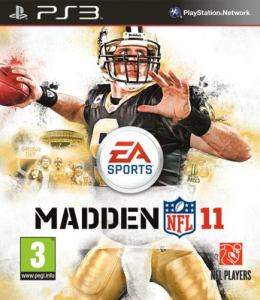 PS3
PlayStation Network
EA
SPORTS
MADDEN NFL 11
3
www.pegi.info
NFL PLAYERS